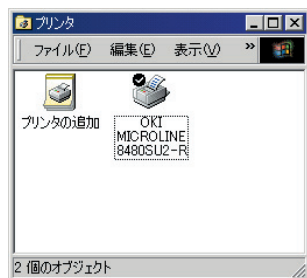 プリンタ
ファイル(F) 編集(E) 表示(V) »
プリンタの追加
OKI
MICROLINE
8480SU2-R
2 個のオブジェクト